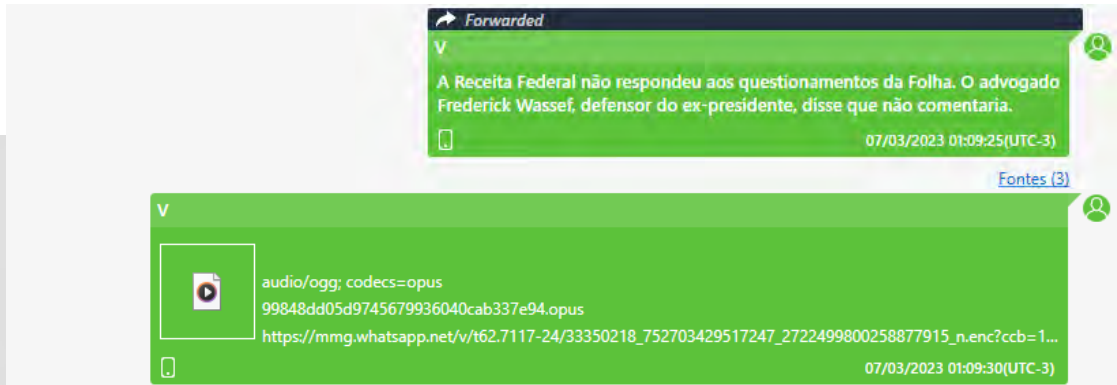 Forwarded
V
A Receita Federal não respondeu aos questionamentos da Folha. O advogado
Frederick Wassef, defensor do ex-presidente, disse que não comentaria.
07/03/2023 01:09:25(UTC-3)
Fontes (3)
V
audio/ogg; codecs=opus
99848dd05d9745679936040cab337e94.opus
https://mmg.whatsapp.net/v/t62.7117-24/33350218_752703429517247_2722499800258877915_n.enc?ccb=1...
07/03/2023 01:09:30(UTC-3)